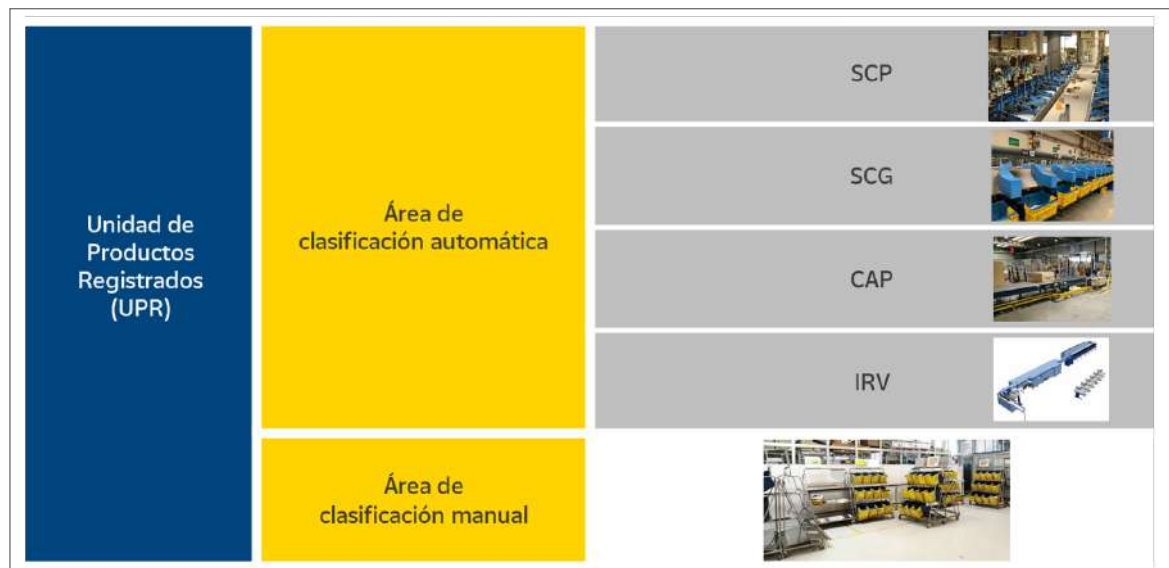 Unidad de
Productos
Registrados
(UPR)
Área de
clasificación automática
SCP
SCG
CAP
IRV
Área de
clasificación manual